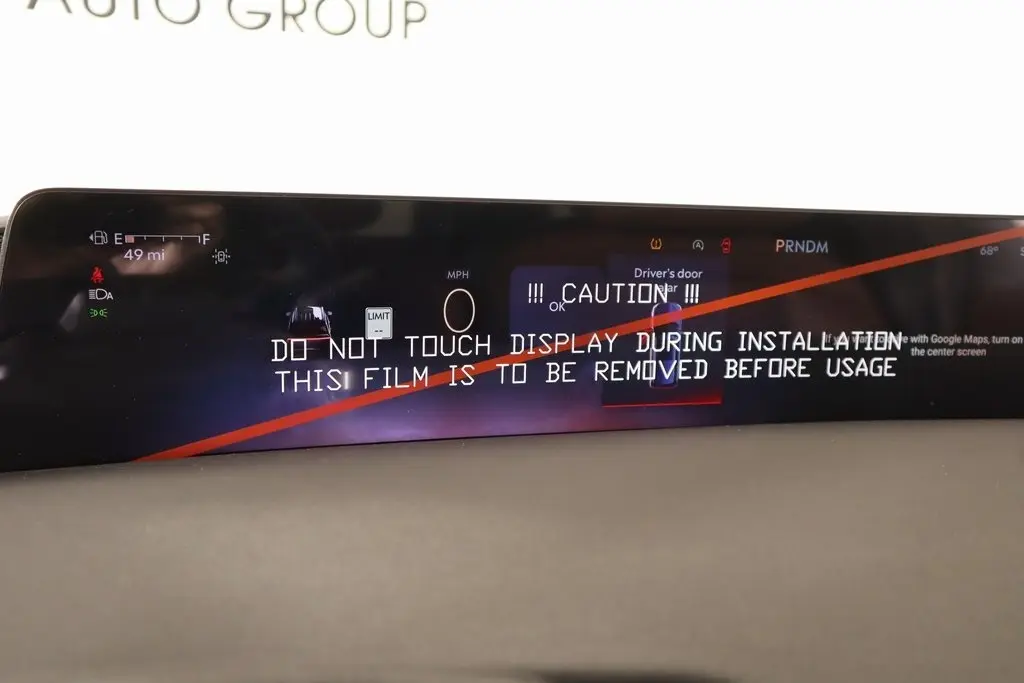 AUTO GROUP
E F
49 mi
PRNDM
68°
MPH
Driver's door
ajar
OK
LIMIT
--
!!! CAUTION !!!
DO NOT TOUCH DISPLAY DURING INSTALLATION
THIS FILM IS TO BE REMOVED BEFORE USAGE
with Google Maps, turn on
the center screen